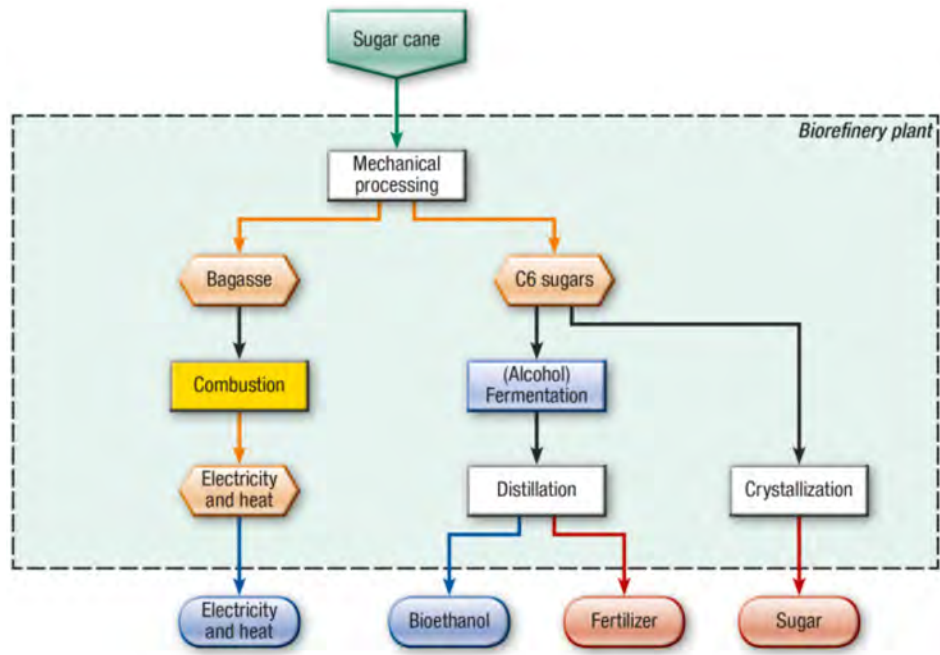 Sugar cane
Biorefinery plant
Mechanical
processing
Bagasse
C6 sugars
Combustion
(Alcohol)
Fermentation
Electricity
and heat
Distillation
Crystallization
Electricity
and heat
Bioethanol
Fertilizer
Sugar